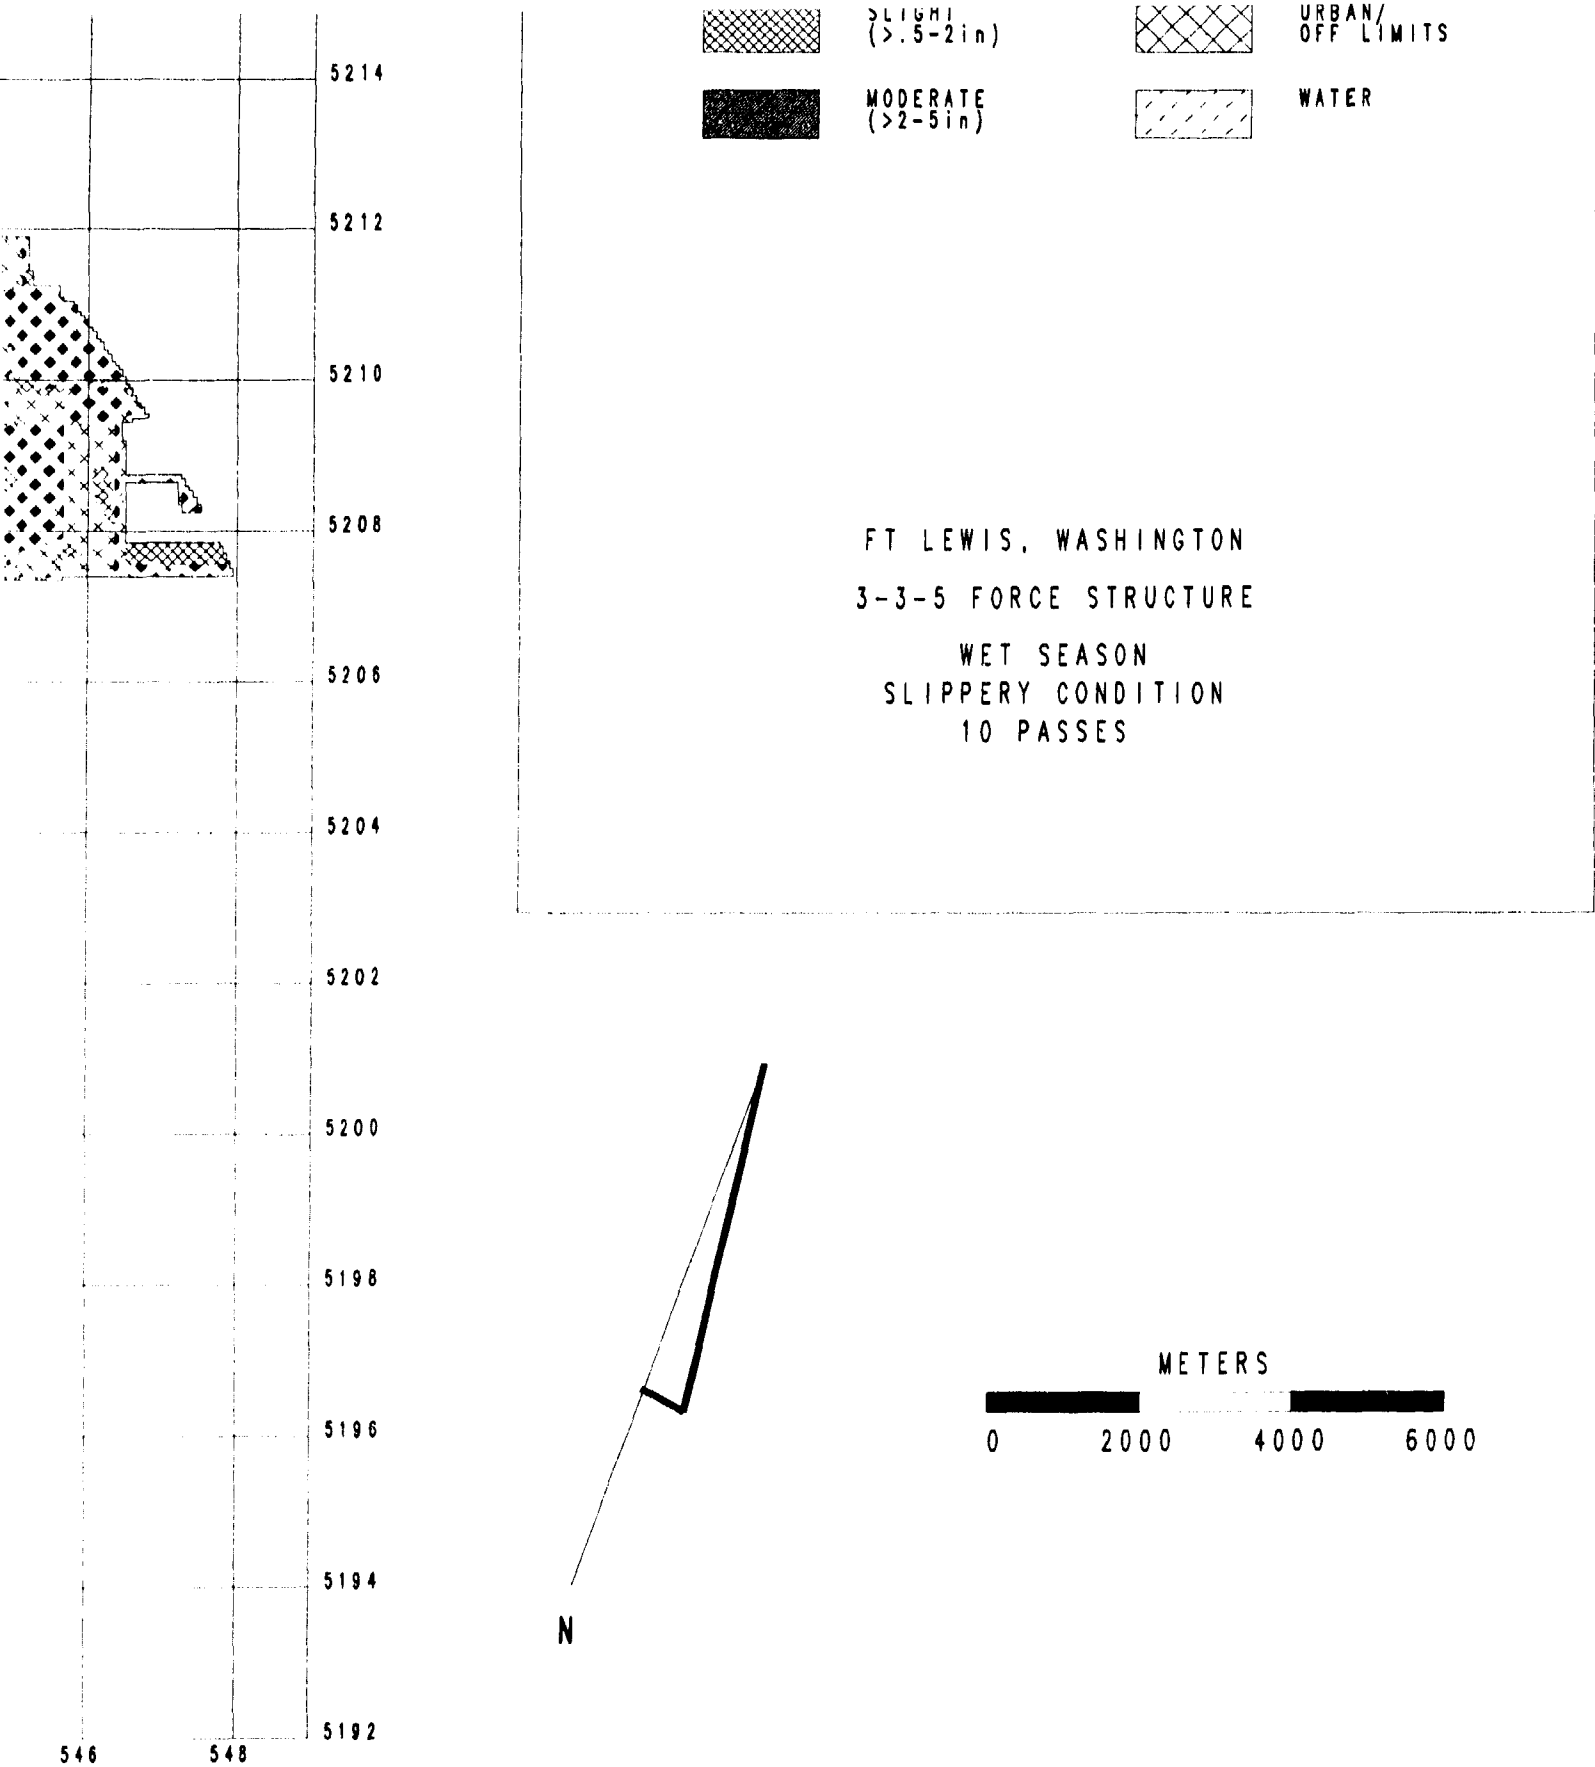 SLIGHT
(>.5-2in)
URBAN/
OFF LIMITS
MODERATE
(>2-5in)
WATER
5214
5212
5210
5208
5206
5204
5202
5200
5198
5196
5194
5192
546
548
FT LEWIS, WASHINGTON
3-3-5 FORCE STRUCTURE
WET SEASON
SLIPPERY CONDITION
10 PASSES
N
METERS
0 2000 4000 6000